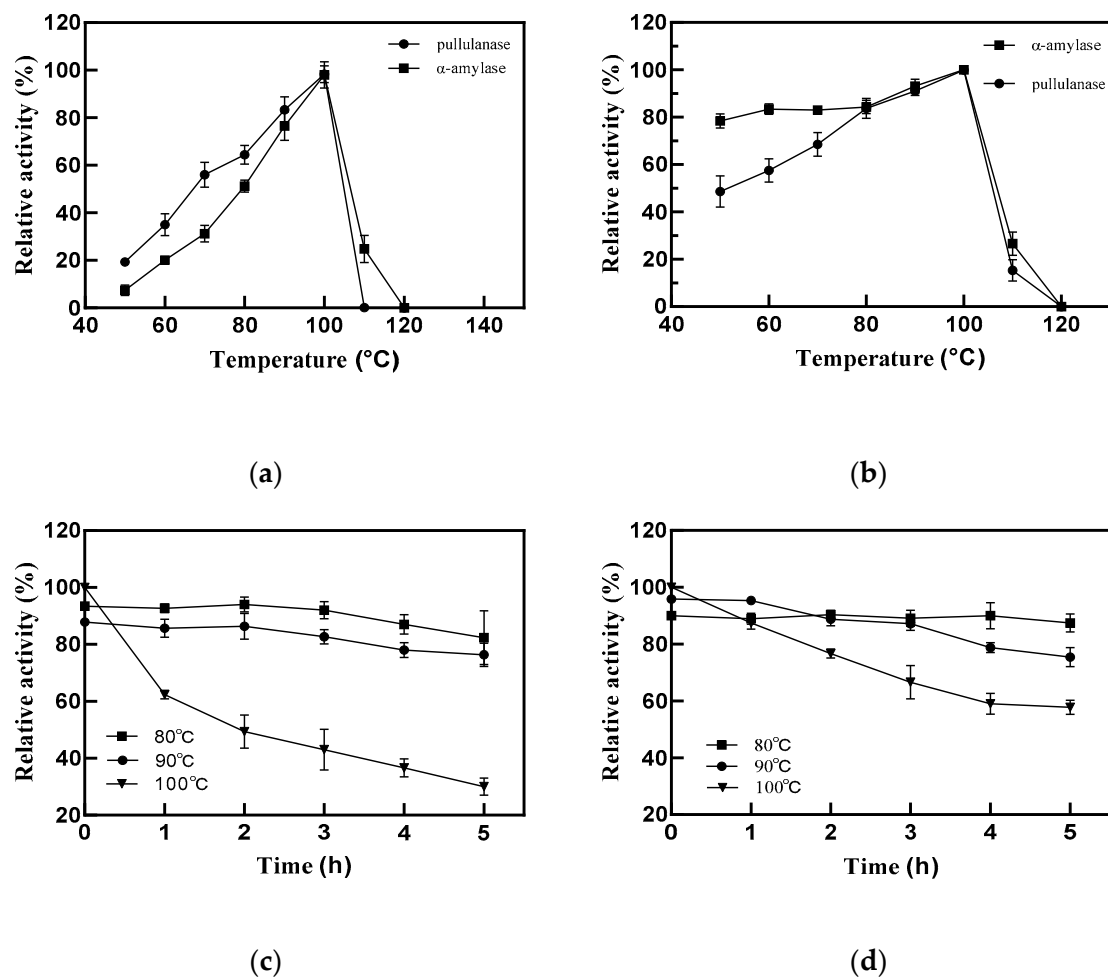 120
100
80
60
40
20
0
Relative activity (%)
pullulanase
α-amylase
40 60 80 100 120 140
Temperature (°C)
(a)
120
100
80
60
40
20
0
Relative activity (%)
α-amylase
pullulanase
40 60 80 100 120
Temperature (°C)
(b)
120
100
80
60
40
20
Relative activity (%)
80°C
90°C
100°C
0 1 2 3 4 5
Time (h)
(c)
120
100
80
60
40
20
Relative activity (%)
80°C
90°C
100°C
0 1 2 3 4 5
Time (h)
(d)